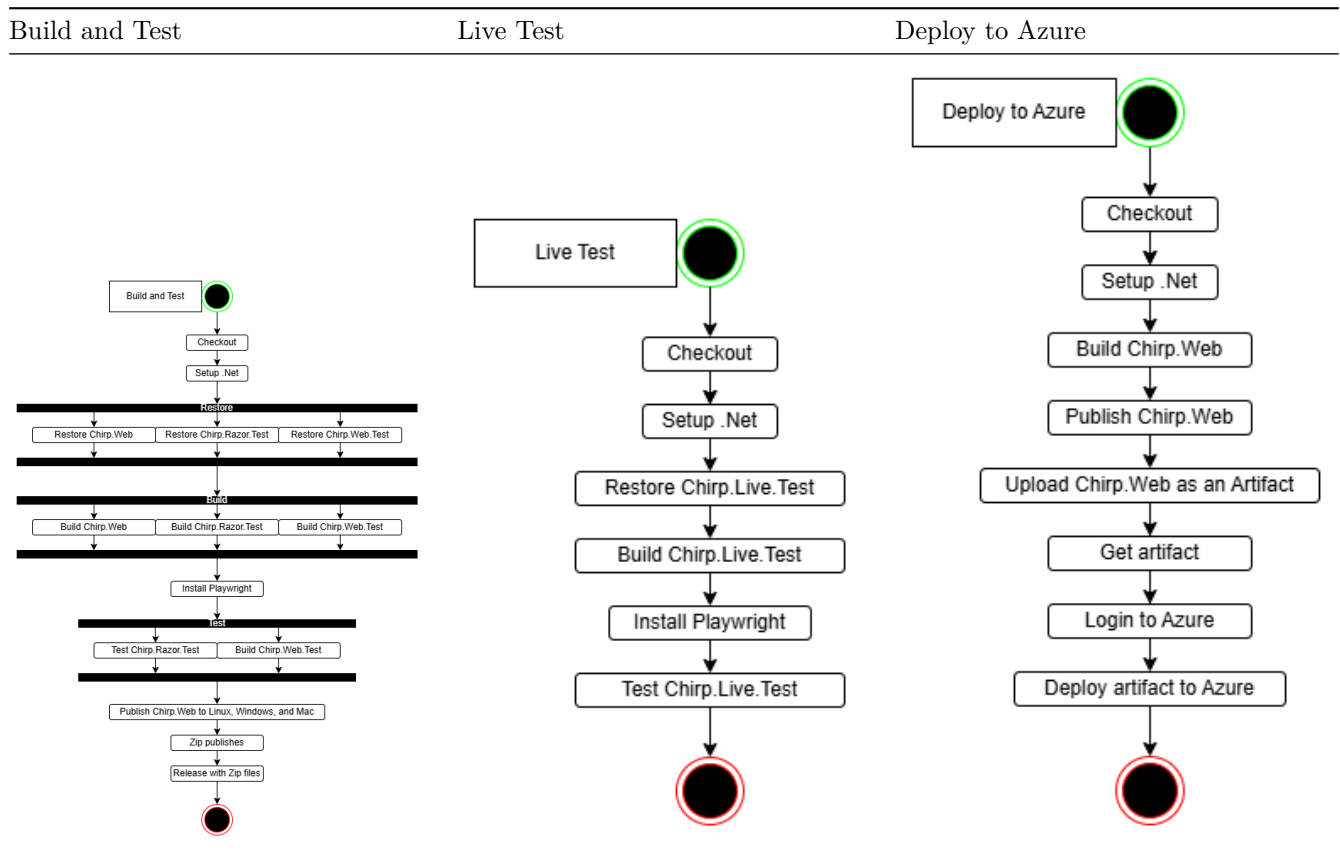 Build and Test
Live Test
Deploy to Azure
Build and Test
Checkout
Setup .Net
Restore
Restore Chirp.Web
Restore Chirp.Razor.Test
Restore Chirp.Web.Test
Build
Build Chirp.Web
Build Chirp.Razor.Test
Build Chirp.Web.Test
Install Playwright
Test
Test Chirp.Razor.Test
Build Chirp.Web.Test
Publish Chirp.Web to Linux, Windows, and Mac
Zip publishes
Release with Zip files
Live Test
Checkout
Setup .Net
Restore Chirp.Live.Test
Build Chirp.Live.Test
Install Playwright
Test Chirp.Live.Test
Deploy to Azure
Checkout
Setup .Net
Build Chirp.Web
Publish Chirp.Web
Upload Chirp.Web as an Artifact
Get artifact
Login to Azure
Deploy artifact to Azure